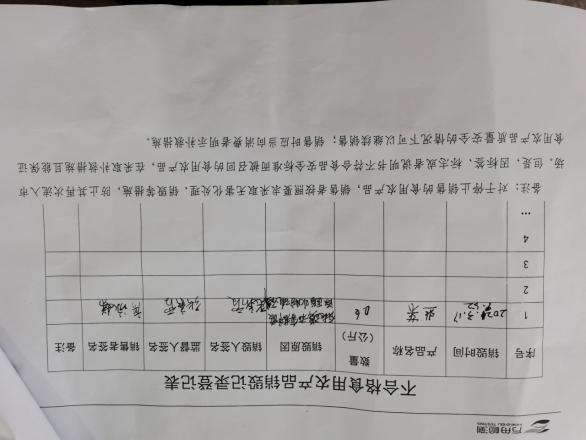 不合格食用农产品销毁记录登记表
序号 销毁时间 产品名称 数量（公斤） 销毁原因 销毁人签名 监督人签名 销售者签名 备注
1 0.6
2
3
4
...
备注：对于停止销售的食用农产品，销售者按照要求采取无害化处理、销毁等措施，防止其再次流入市
场。但是，因标签、标志或者说明书不符合食品安全标准而被召回的食用农产品，在采取补救措施且能保证
食用农产品质量安全的情况下可以继续销售；销售时应当向消费者明示补救措施。